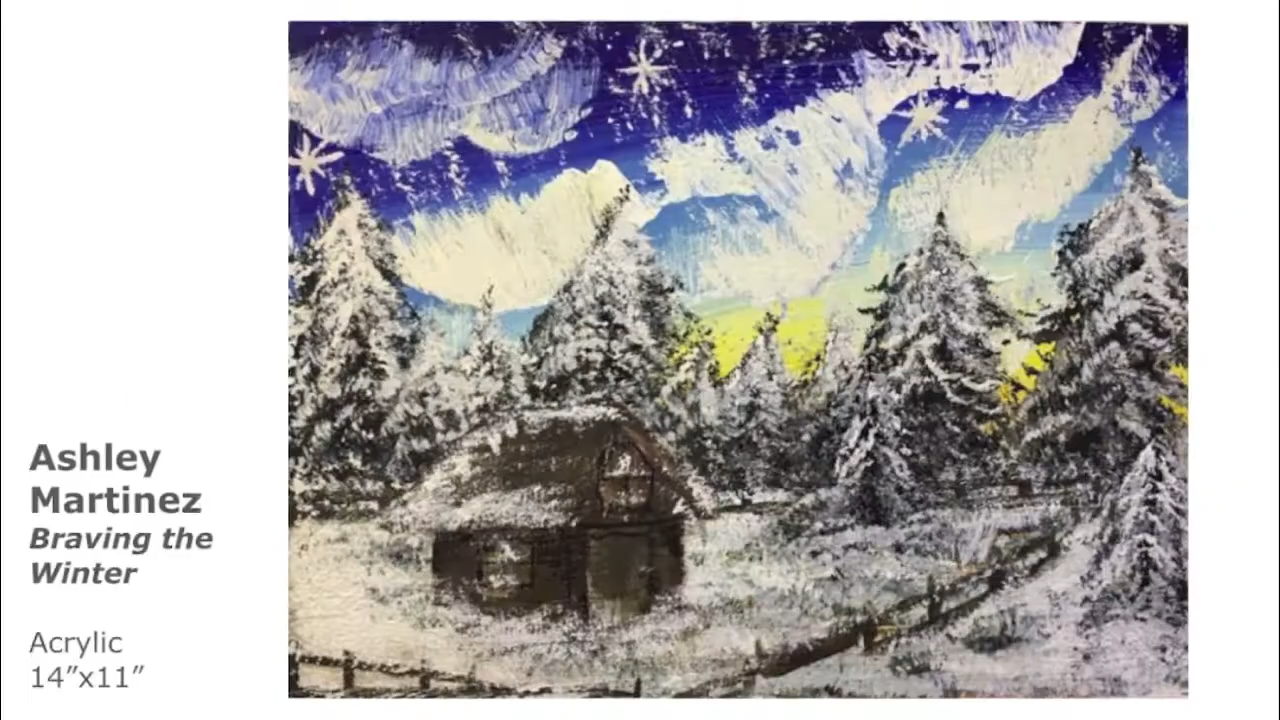 Ashley
Martinez
Braving the
Winter
Acrylic
14”x11”